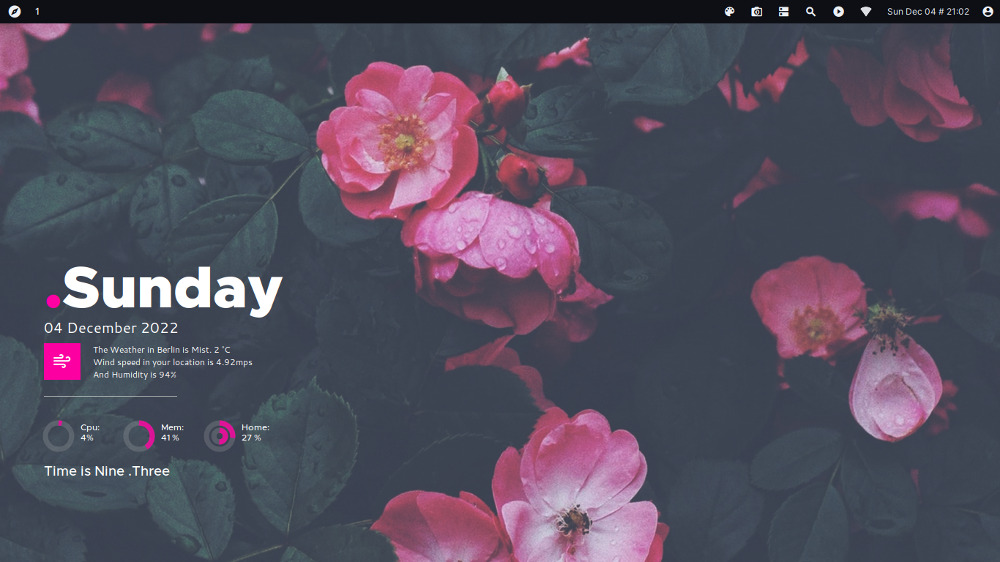 1
Sun Dec 04 # 21:02
.Sunday
04 December 2022
The Weather in Berlin is Mist. 2 °C
Wind speed in your location is 4.92mps
And Humidity is 94%
Cpu:
4%
Mem:
41%
Home:
27 %
Time is Nine .Three